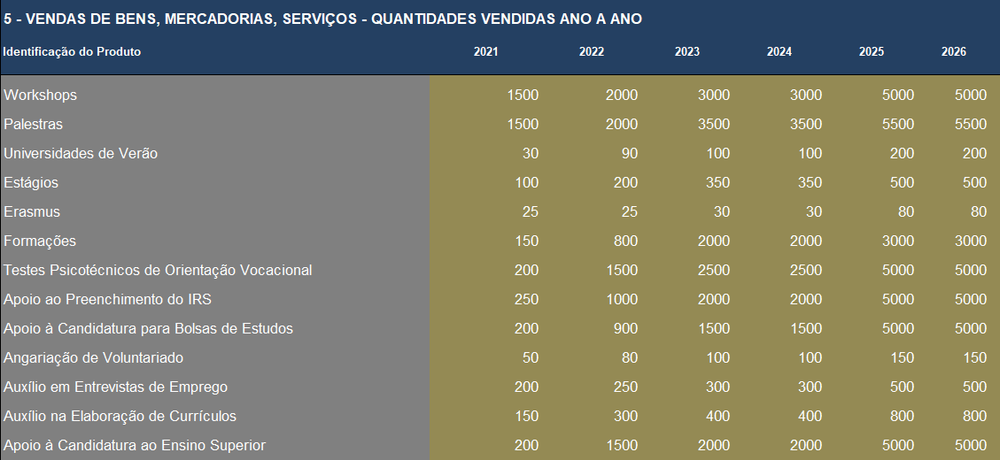 5 - VENDAS DE BENS, MERCADORIAS, SERVIÇOS - QUANTIDADES VENDIDAS ANO A ANO
Identificação do Produto 2021 2022 2023 2024 2025 2026
Workshops 1500 2000 3000 3000 5000 5000
Palestras 1500 2000 3500 3500 5500 5500
Universidades de Verão 30 90 100 100 200 200
Estágios 100 200 350 350 500 500
Erasmus 25 25 30 30 80 80
Formações 150 800 2000 2000 3000 3000
Testes Psicotécnicos de Orientação Vocacional 200 1500 2500 2500 5000 5000
Apoio ao Preenchimento do IRS 250 1000 2000 2000 5000 5000
Apoio à Candidatura para Bolsas de Estudos 200 900 1500 1500 5000 5000
Angariação de Voluntariado 50 80 100 100 150 150
Auxílio em Entrevistas de Emprego 200 250 300 300 500 500
Auxílio na Elaboração de Currículos 150 300 400 400 800 800
Apoio à Candidatura ao Ensino Superior 200 1500 2000 2000 5000 5000